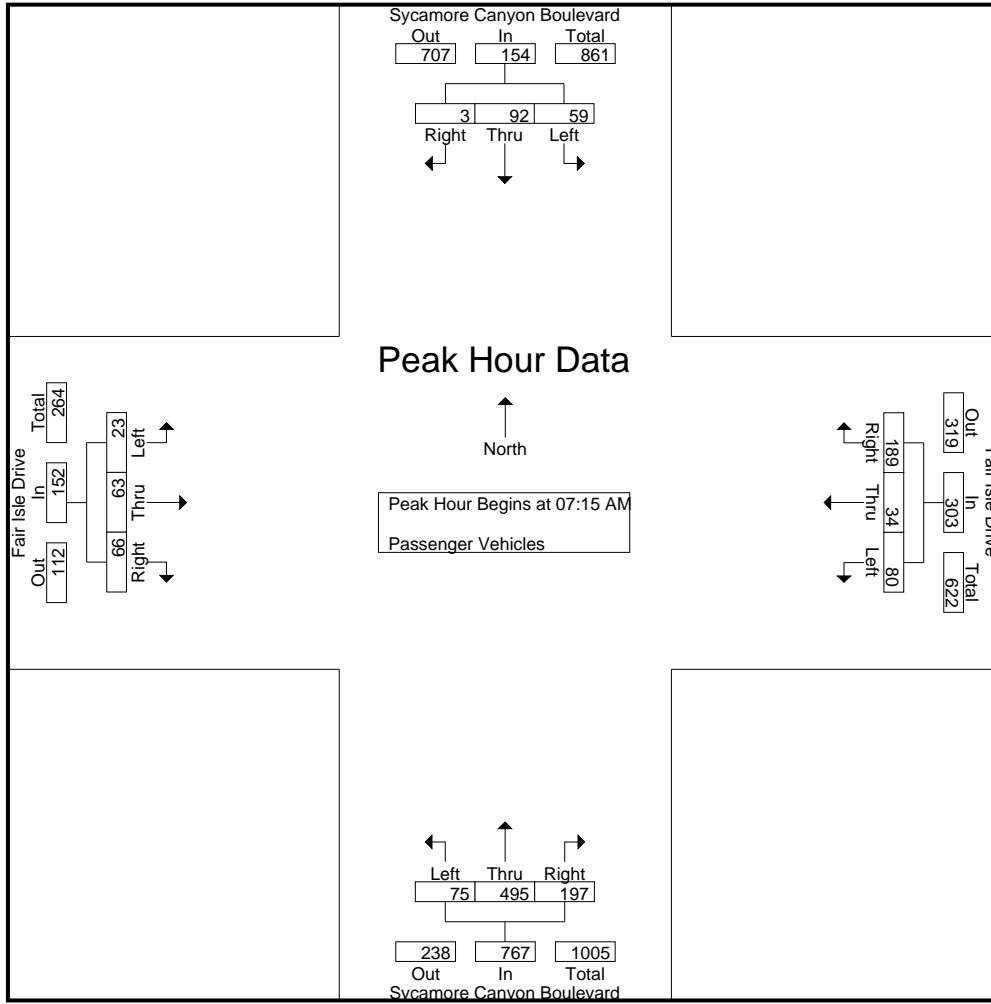 Sycamore Canyon Boulevard
Out In Total
707 154 861
3 92 59
Right Thru Left
Peak Hour Data
North
Peak Hour Begins at 07:15 AM
Passenger Vehicles
Fair Isle Drive
Total In Out
264 152 112
23 63 66
Left Thru Right
Fair Isle Drive
Out In Total
319 303 622
189 34 80
Right Thru Left
Left Thru Right
75 495 197
238 767 1005
Out In Total
Sycamore Canyon Boulevard